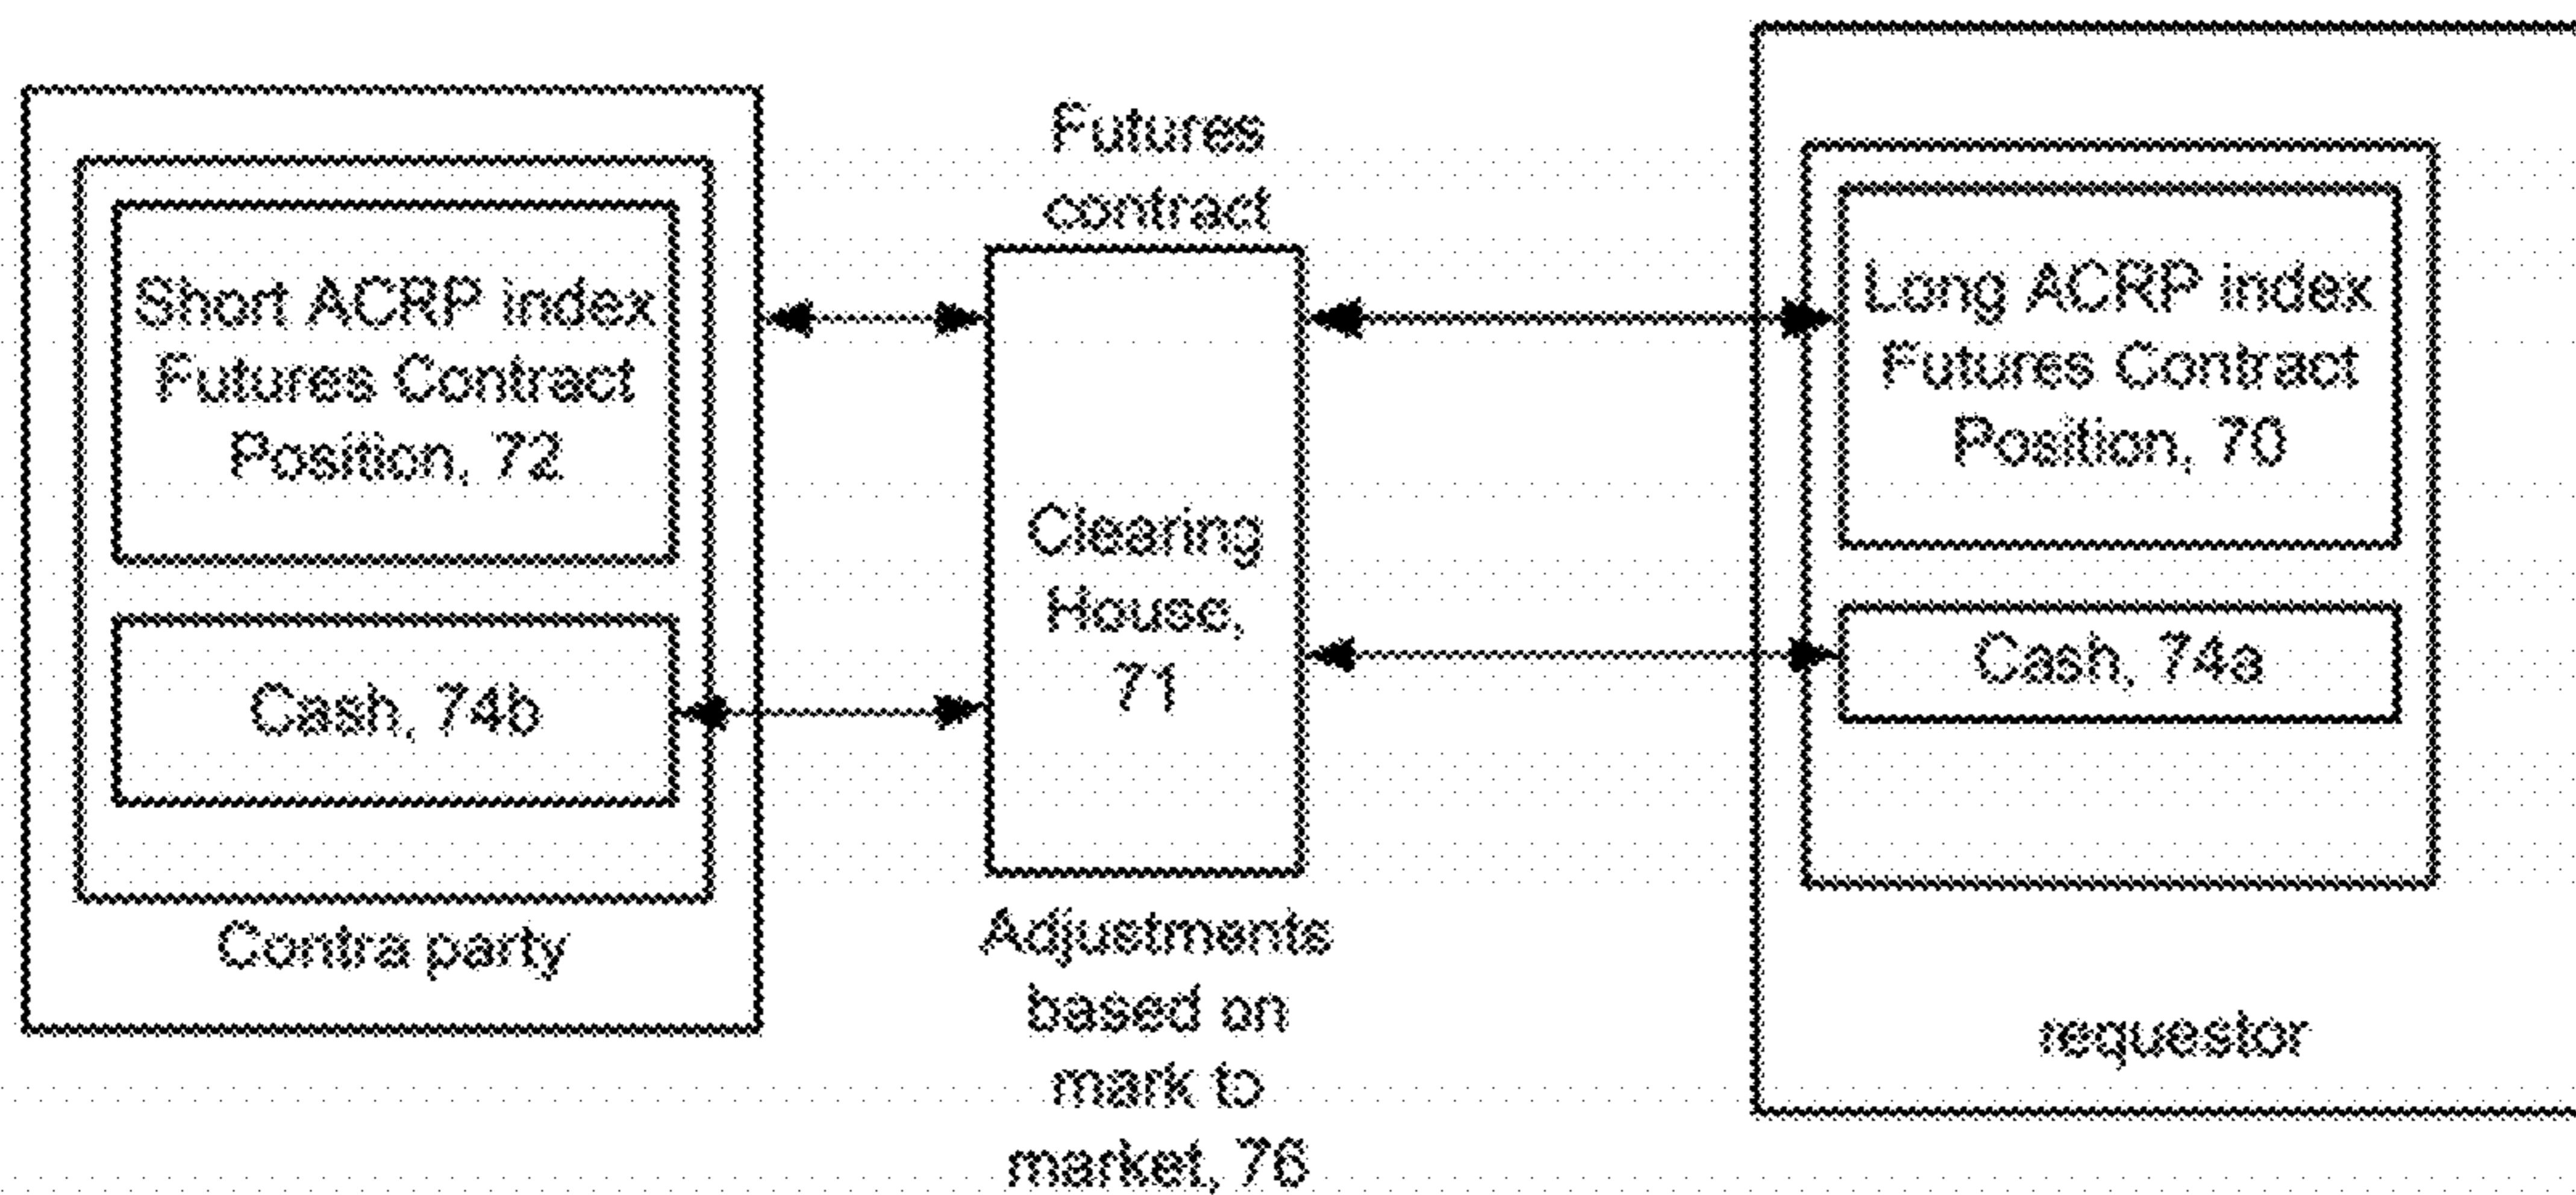 Short ACRP index
Futures Contract
Position, 72
Cash, 74b
Contra party
Futures
contract
Clearing
House,
71
Adjustments
based on
mark to
market, 76
Long ACRP index
Futures Contract
Position, 70
Cash, 74a
requestor